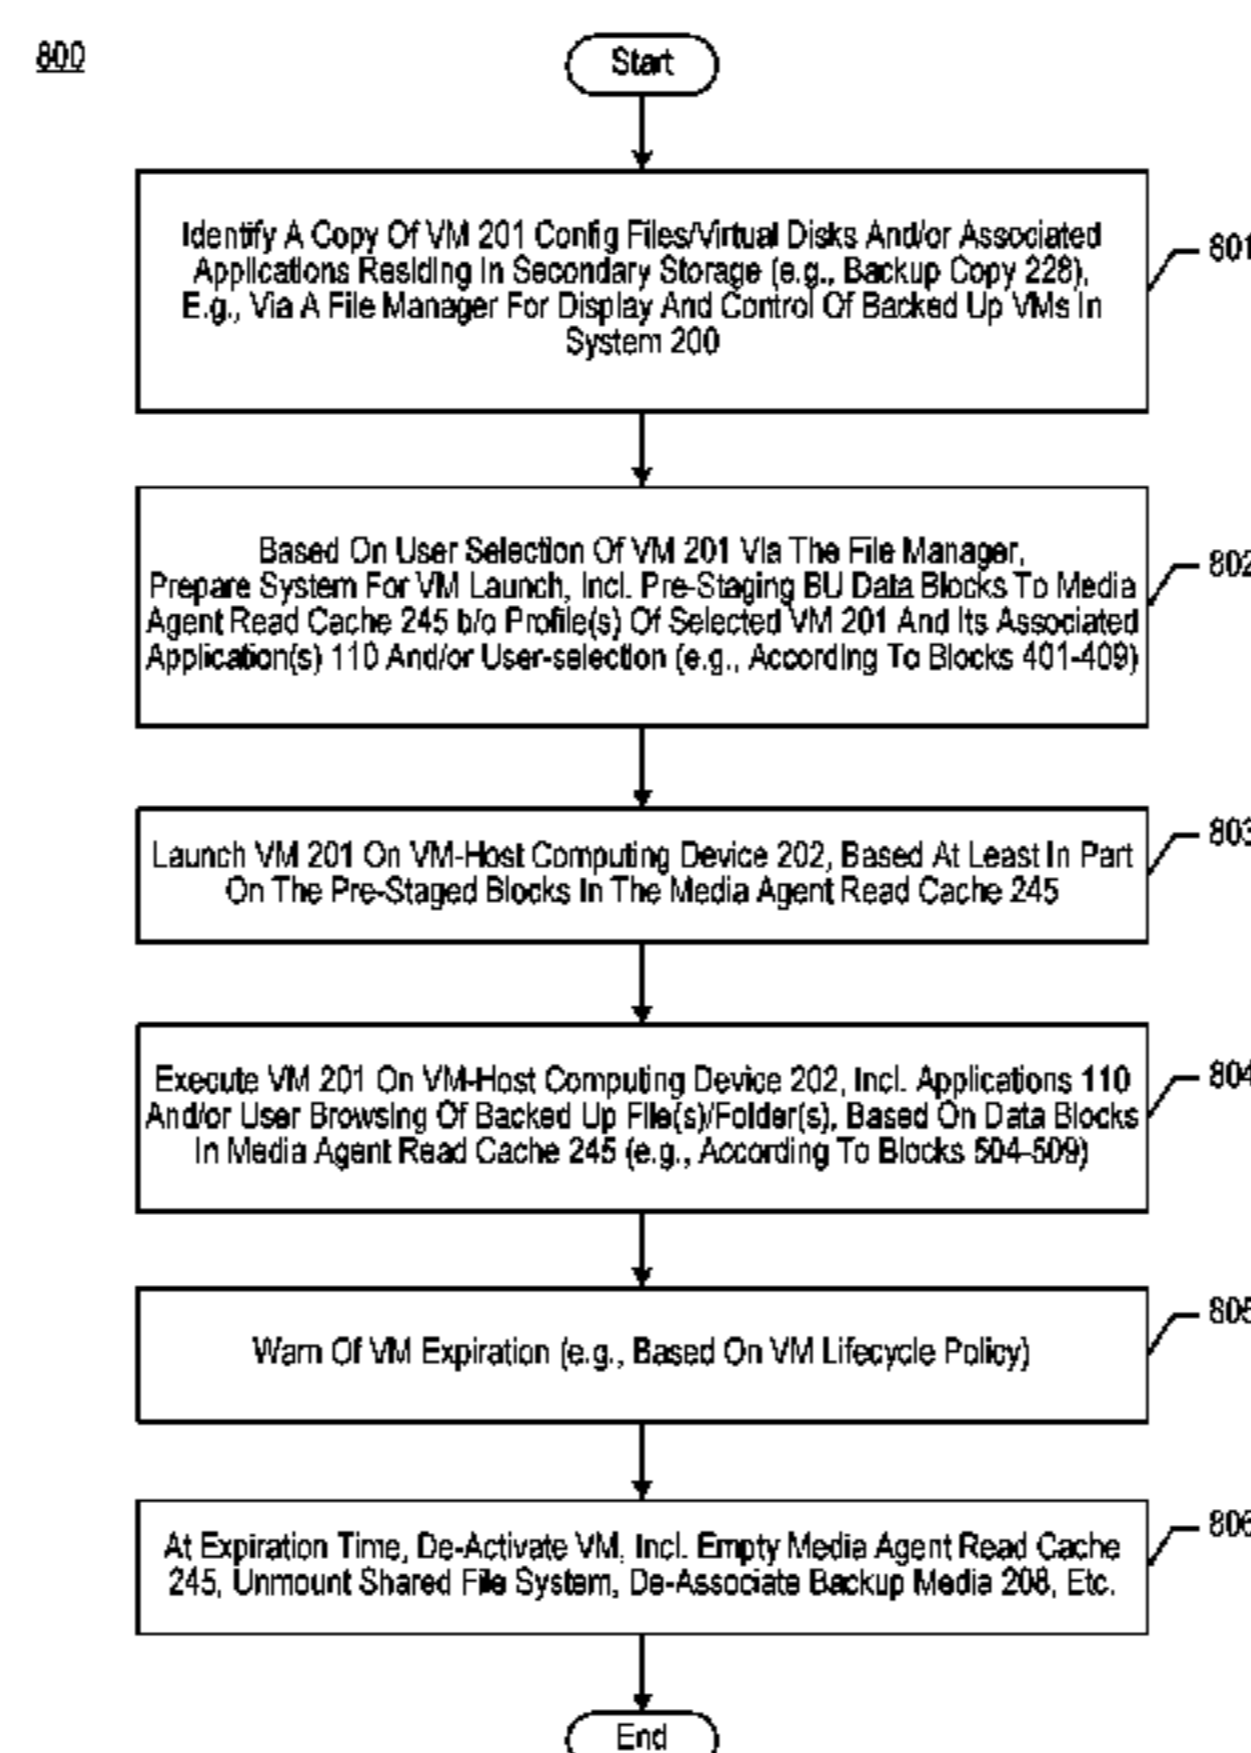 800
Start
Identify A Copy Of VM 201 Config Files/Virtual Disks And/or Associated
Applications Residing In Secondary Storage (e.g., Backup Copy 228),
E.g., Via A File Manager For Display And Control Of Backed Up VMs In
System 200
801
Based On User Selection Of VM 201 Via The File Manager,
Prepare System For VM Launch, Incl. Pre-Staging BU Data Blocks To Media
Agent Read Cache 245 b/o Profile(s) Of Selected VM 201 And Its Associated
Application(s) 110 And/or User-selection (e.g., According To Blocks 401-409)
802
Launch VM 201 On VM-Host Computing Device 202, Based At Least In Part
On The Pre-Staged Blocks In The Media Agent Read Cache 245
803
Execute VM 201 On VM-Host Computing Device 202, Incl. Applications 110
And/or User Browsing Of Backed Up File(s)/Folder(s), Based On Data Blocks
In Media Agent Read Cache 245 (e.g., According To Blocks 504-509)
804
Warn Of VM Expiration (e.g., Based On VM Lifecycle Policy)
805
At Expiration Time, De-Activate VM, Incl. Empty Media Agent Read Cache
245, Unmount Shared File System, De-Associate Backup Media 208, Etc.
806
End